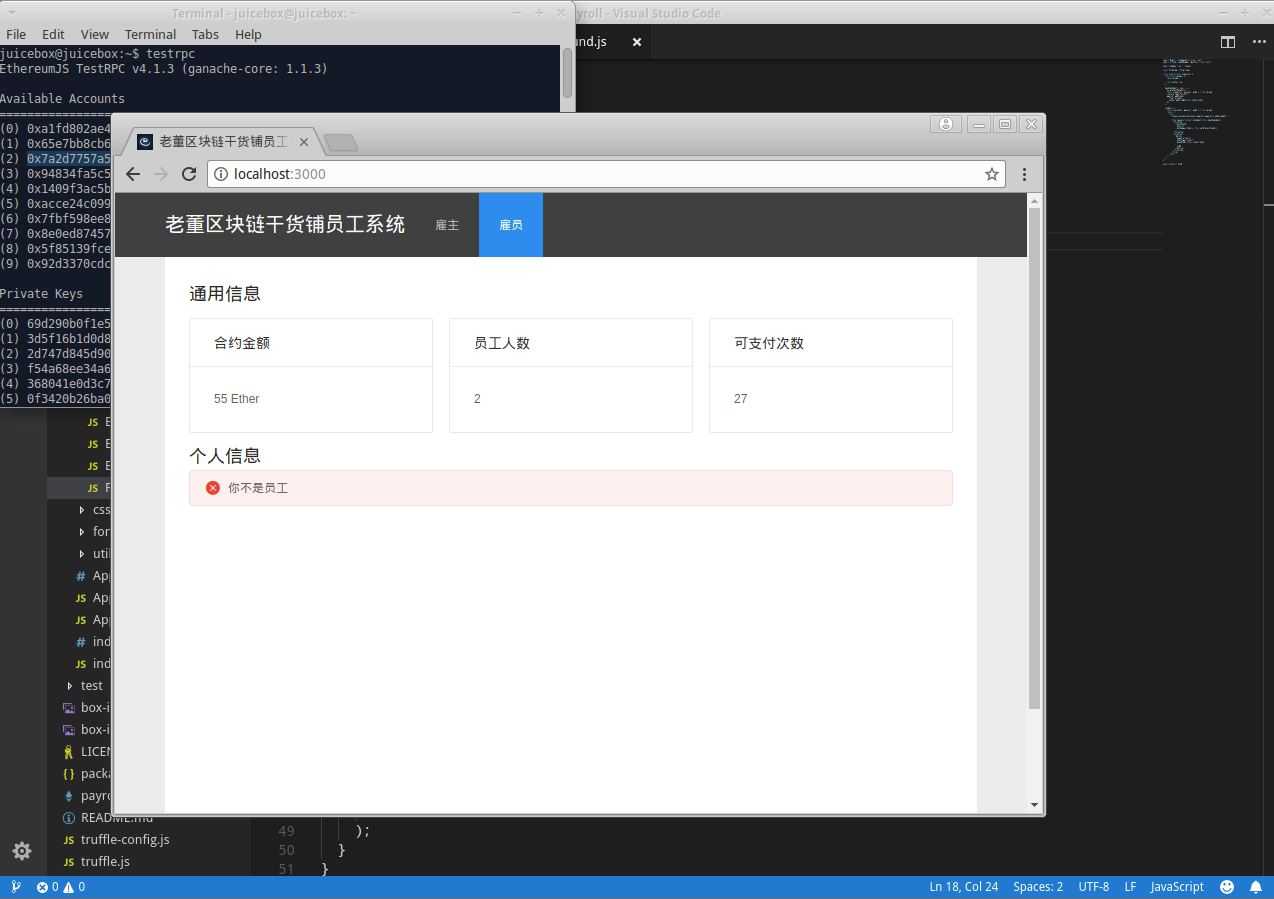 Terminal - juicebox@juicebox: ~
yroll - Visual Studio Code
File Edit View Terminal Tabs Help
nd.js
juicebox@juicebox:~$ testrpc
EthereumJS TestRPC v4.1.3 (ganache-core: 1.1.3)
Available Accounts
(0) 0xa1fd802ae4
(1) 0x65e7bb8cb6
(2) 0x7a2d7757a5
(3) 0x94834fa5c5
(4) 0x1409f3ac5b
(5) 0xacce24c099
(6) 0x7fbf598ee8
(7) 0x8e0ed87457
(8) 0x5f85139fce
(9) 0x92d3370cdc
Private Keys
(0) 69d290b0f1e5
(1) 3d5f16b1d0d8
(2) 2d747d845d90
(3) f54a68ee34a6
(4) 368041e0d3c7
(5) 0f3420b26ba0
老董区块链干货铺员工
localhost:3000
老董区块链干货铺员工系统 雇主 雇员
通用信息
合约金额 员工人数 可支付次数
55 Ether 2 27
个人信息
你不是员工
JS E
JS E
JS E
JS F
css
for
util
# App
JS App
JS App
# ind
JS ind
test
box-i
box-i
LICEN
{} packa
payro
README.md
JS truffle-config.js
JS truffle.js
49 );
50 }
51 }
0 0 Ln 18, Col 24 Spaces: 2 UTF-8 LF JavaScript